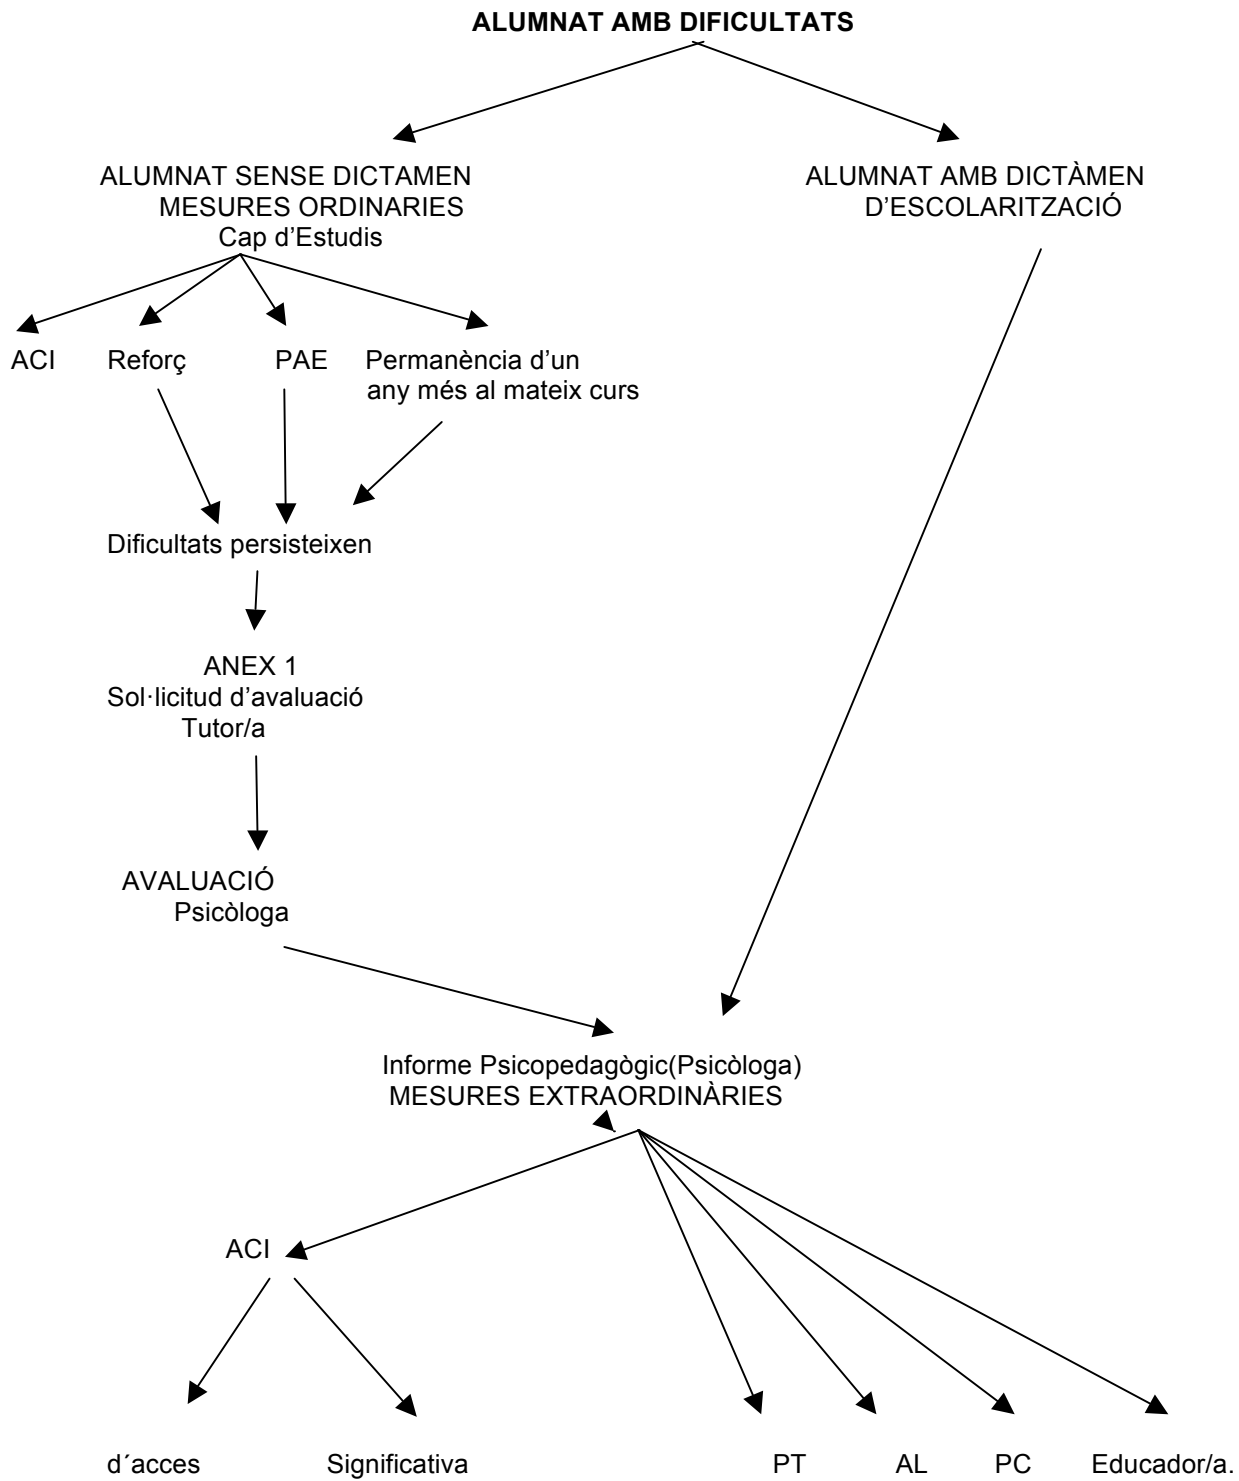 ALUMNAT AMB DIFICULTATS
ALUMNAT SENSE DICTAMEN
MESURES ORDINARIES
Cap d’Estudis
ALUMNAT AMB DICTÀMEN
D’ESCOLARITZACIÓ
ACI
Reforç
PAE
Permanència d’un
any més al mateix curs
Dificultats persisteixen
ANEX 1
Sol·licitud d’avaluació
Tutor/a
AVALUACIÓ
Psicòloga
Informe Psicopedagògic(Psicòloga)
MESURES EXTRAORDINÀRIES
ACI
d´acces
Significativa
PT
AL
PC
Educador/a.